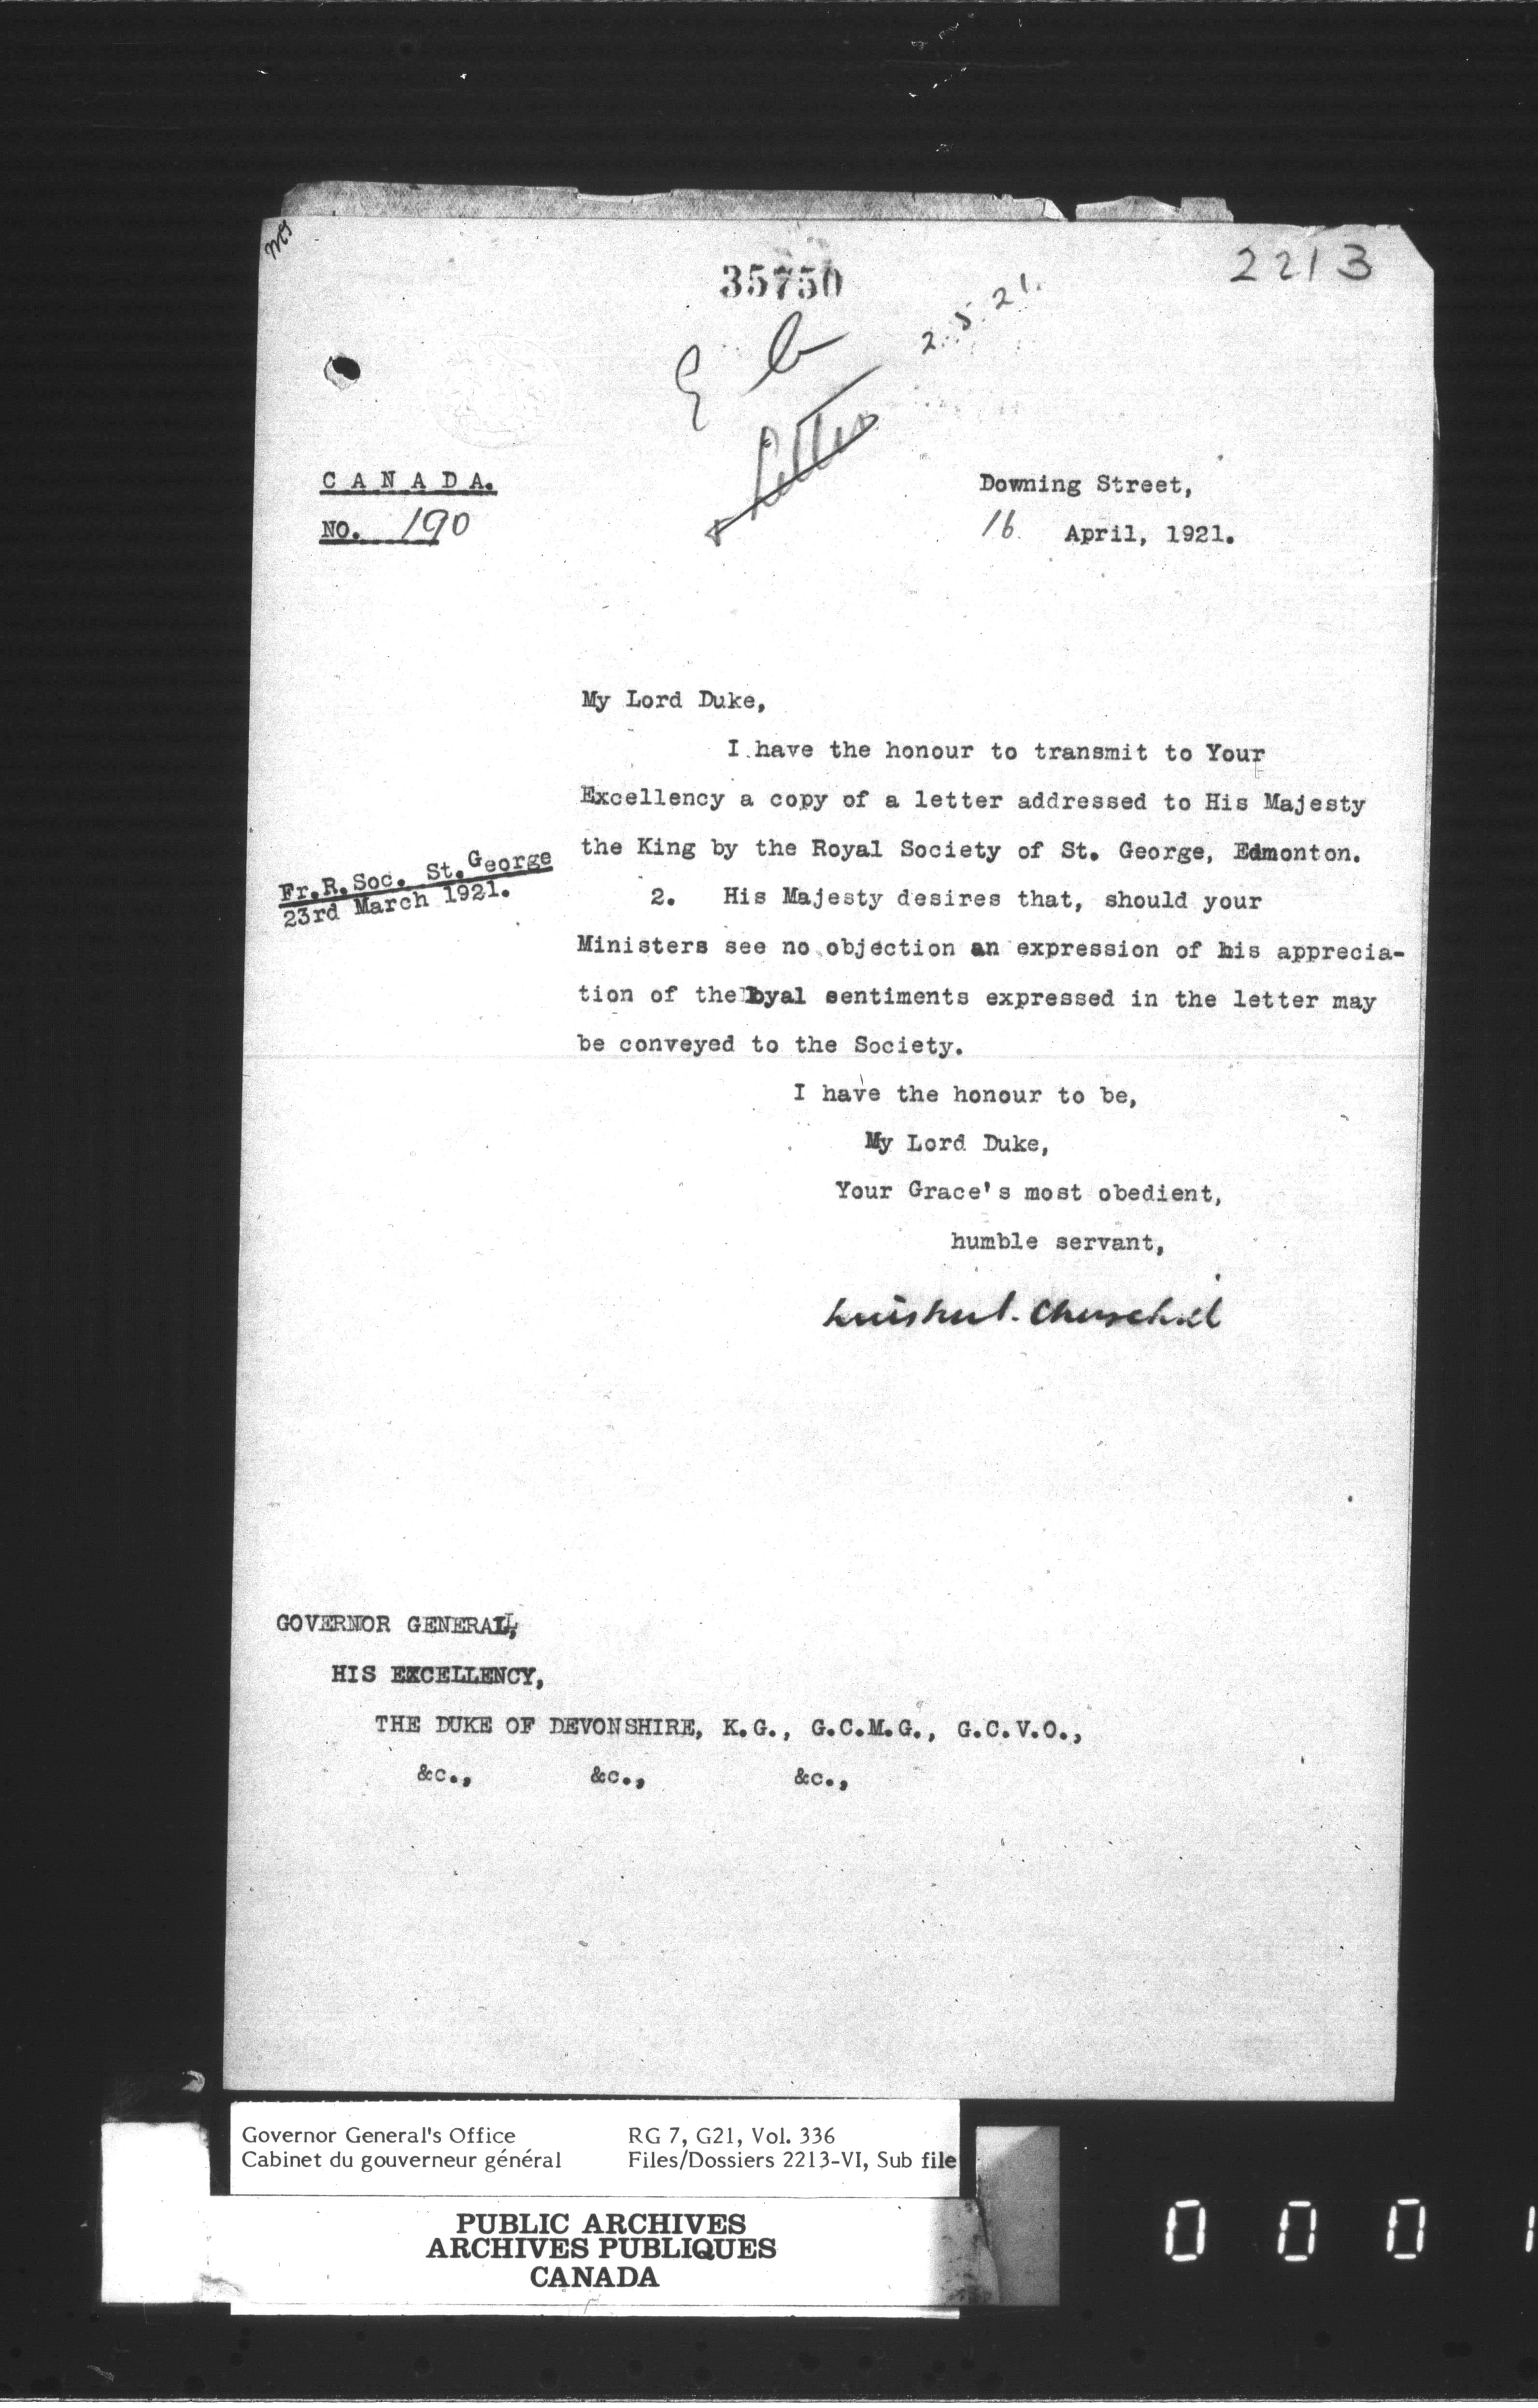 35750
2213
2.5.21.
Letter
C A N A D A.
NO. 190
Downing Street,
16 April, 1921.
My Lord Duke,
I have the honour to transmit to Your
Excellency a copy of a letter addressed to His Majesty
the King by the Royal Society of St. George, Edmonton.
Fr.R.Soc. St.George
23rd March 1921.
2. His Majesty desires that, should your
Ministers see no objection an expression of his apprecia-
tion of the loyal sentiments expressed in the letter may
be conveyed to the Society.
I have the honour to be,
My Lord Duke,
Your Grace's most obedient,
humble servant,
Winston S. Churchill
GOVERNOR GENERAL,
HIS EXCELLENCY,
THE DUKE OF DEVONSHIRE, K.G., G.C.M.G., G.C.V.O.,
&c., &c., &c.,
Governor General's Office RG 7, G21, Vol. 336
Cabinet du gouverneur général Files/Dossiers 2213-VI, Sub file
PUBLIC ARCHIVES
ARCHIVES PUBLIQUES
CANADA
0 0 0 1